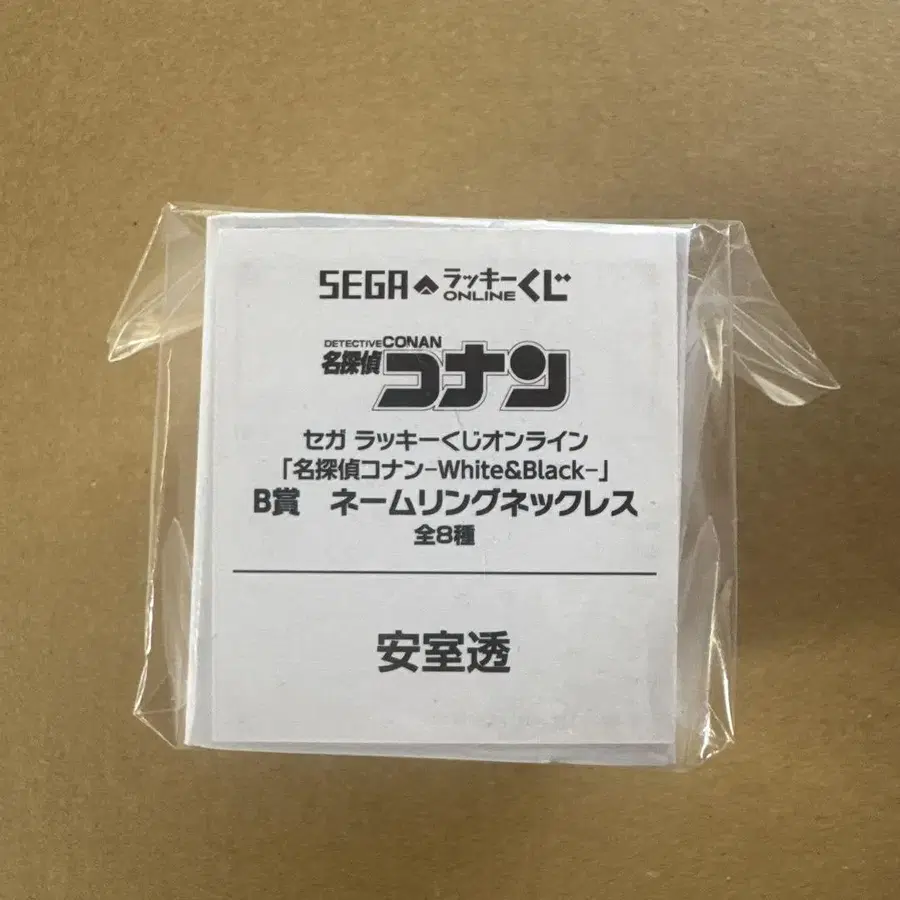 SEGA ラッキーくじ ONLINE
DETECTIVE CONAN
名探偵コナン
セガ ラッキーくじオンライン
「名探偵コナン−White&Black−」
B賞　ネームリングネックレス
全8種
安室透